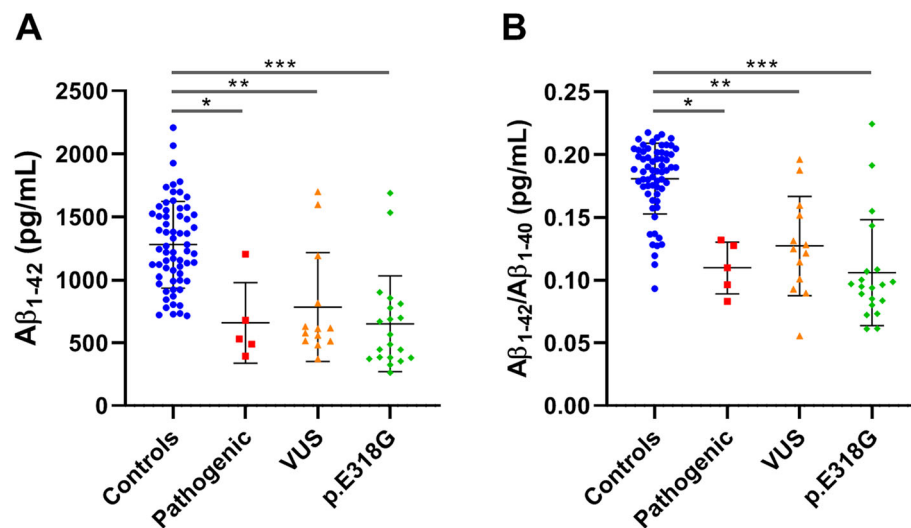 A
***
**
*
2500
2000
1500
1000
500
0
Aβ1-42 (pg/mL)
Controls
Pathogenic
VUS
p.E318G
B
***
**
*
0.25
0.20
0.15
0.10
0.05
0.00
Aβ1-42/Aβ1-40 (pg/mL)
Controls
Pathogenic
VUS
p.E318G